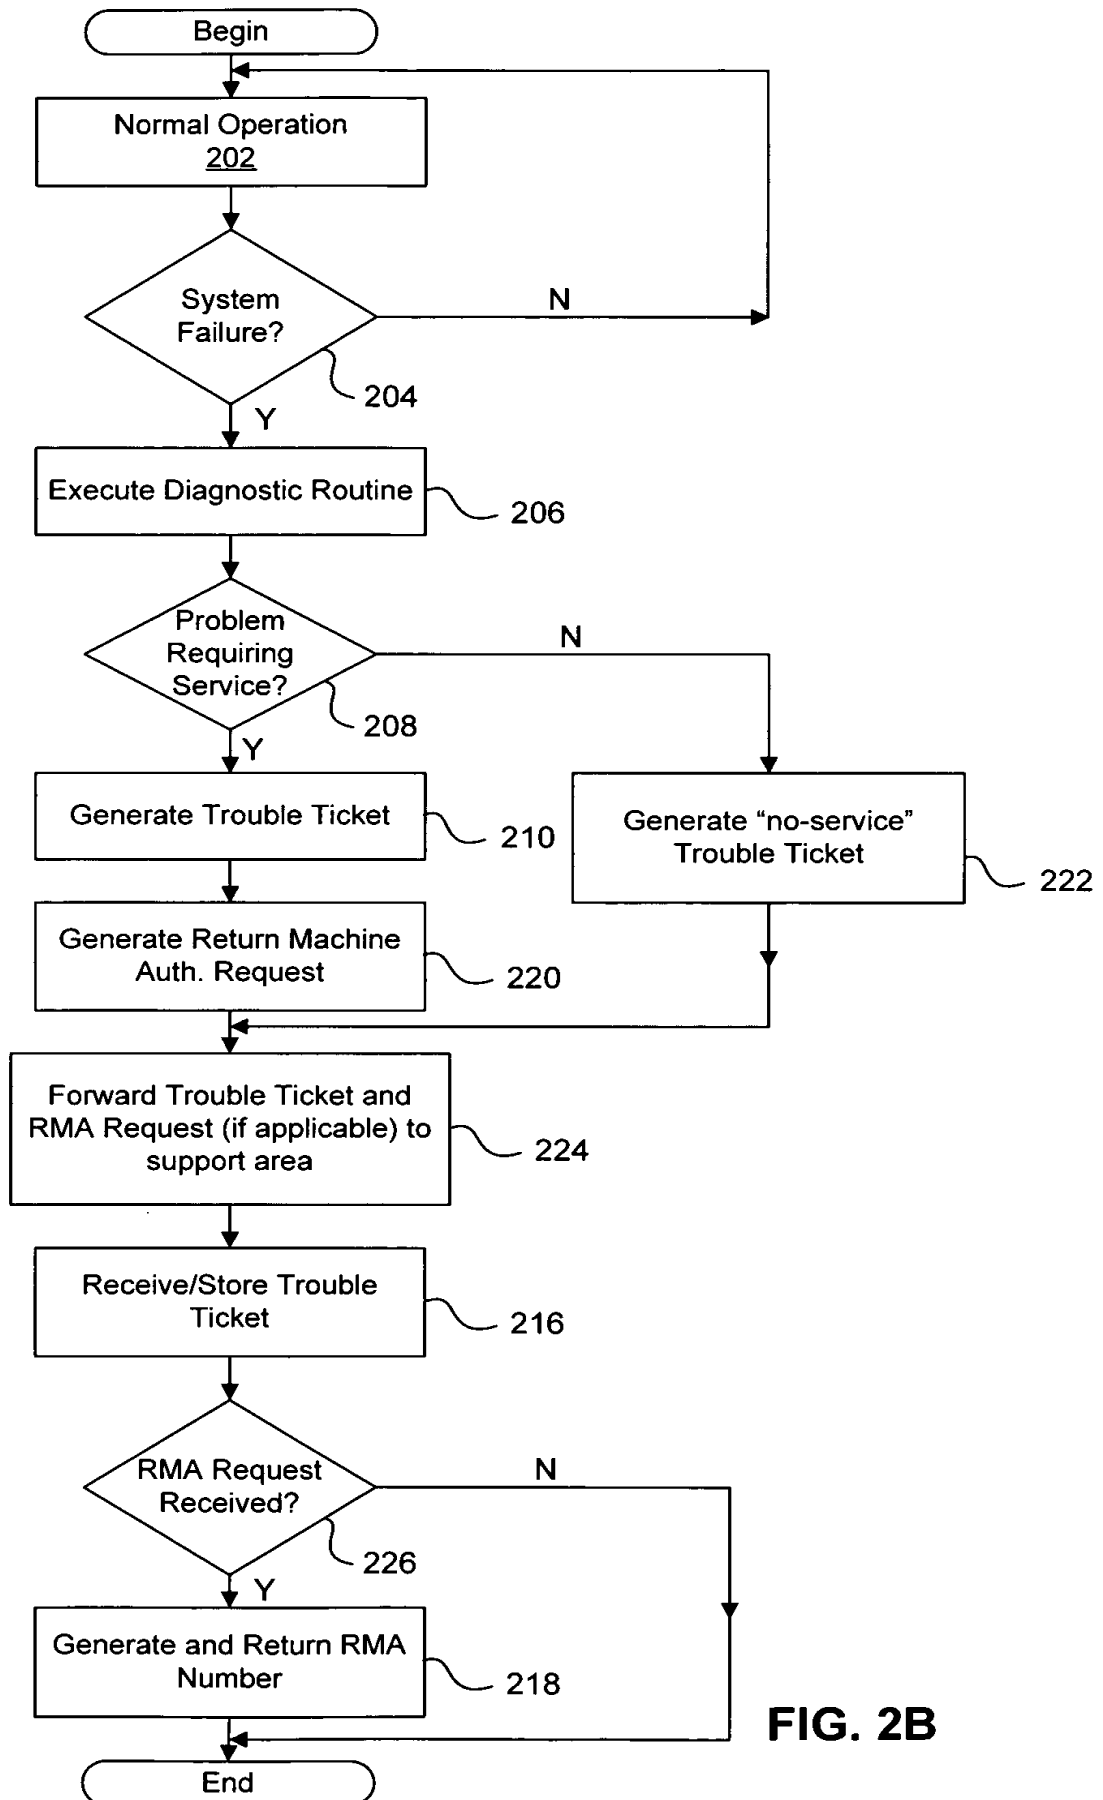 Begin
Normal Operation
202
System
Failure?
N
204
Y
Execute Diagnostic Routine
206
Problem
Requiring
Service?
N
208
Y
Generate Trouble Ticket
210
Generate “no-service”
Trouble Ticket
222
Generate Return Machine
Auth. Request
220
Forward Trouble Ticket and
RMA Request (if applicable) to
support area
224
Receive/Store Trouble
Ticket
216
RMA Request
Received?
N
226
Y
Generate and Return RMA
Number
218
FIG. 2B
End